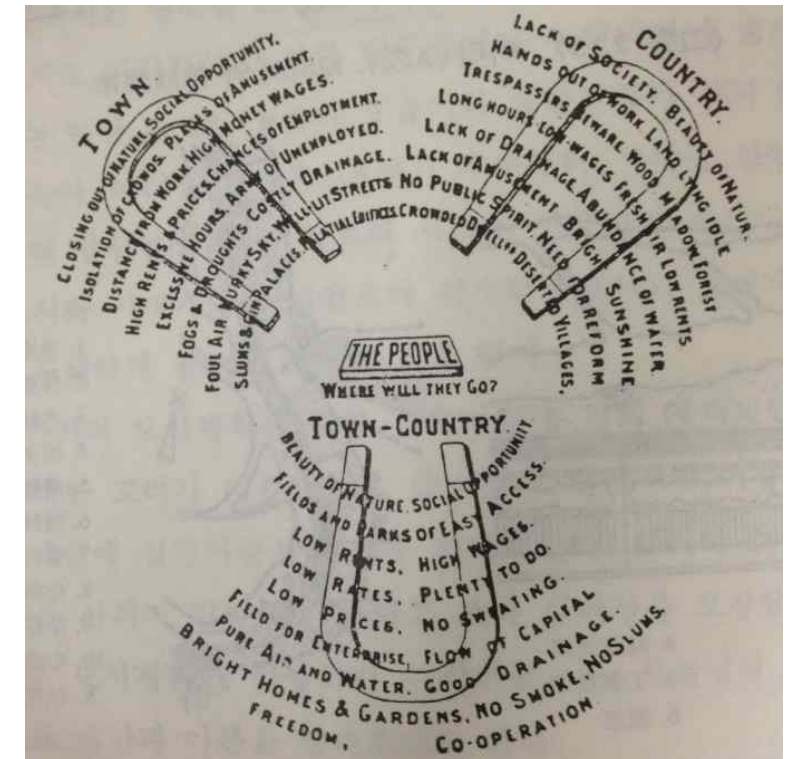 TOWN
CLOSING OUT OF NATURE. SOCIAL OPPORTUNITY.
ISOLATION OF CROWDS. PLACES OF AMUSEMENT.
DISTANCE FROM WORK. HIGH MONEY WAGES.
HIGH RENTS & PRICES. CHANCES OF EMPLOYMENT.
EXCESSIVE HOURS. ARMY OF UNEMPLOYED.
FOGS & DROUGHTS. COSTLY DRAINAGE.
FOUL AIR. MURKY SKY. WELL-LIT STREETS.
SLUMS & GIN PALACES. PALATIAL EDIFICES.
COUNTRY.
LACK OF SOCIETY. BEAUTY OF NATUR.
HANDS OUT OF WORK. LAND LYING IDLE
TRESPASSERS BEWARE. WOOD, MEADOW, FOREST
LONG HOURS LOW-WAGES. FRESH AIR LOW RENTS.
LACK OF DRAINAGE. ABUNDANCE OF WATER
LACK OF AMUSEMENT. BRIGHT SUNSHINE
NO PUBLIC SPIRIT. NEED FOR REFORM
CROWDED DWELLGS DESERTED VILLAGES,
THE PEOPLE
WHERE WILL THEY GO?
TOWN-COUNTRY.
BEAUTY OF NATURE. SOCIAL OPPORTUNITY
FIELDS AND PARKS OF EASY ACCESS.
LOW RENTS, HIGH WAGES.
LOW RATES, PLENTY TO DO.
LOW PRICES, NO SWEATING.
FIELD FOR ENTERPRISE, FLOW OF CAPITAL
PURE AIR AND WATER. GOOD DRAINAGE.
BRIGHT HOMES & GARDENS, NO SMOKE, NO SLUMS.
FREEDOM, CO-OPERATION